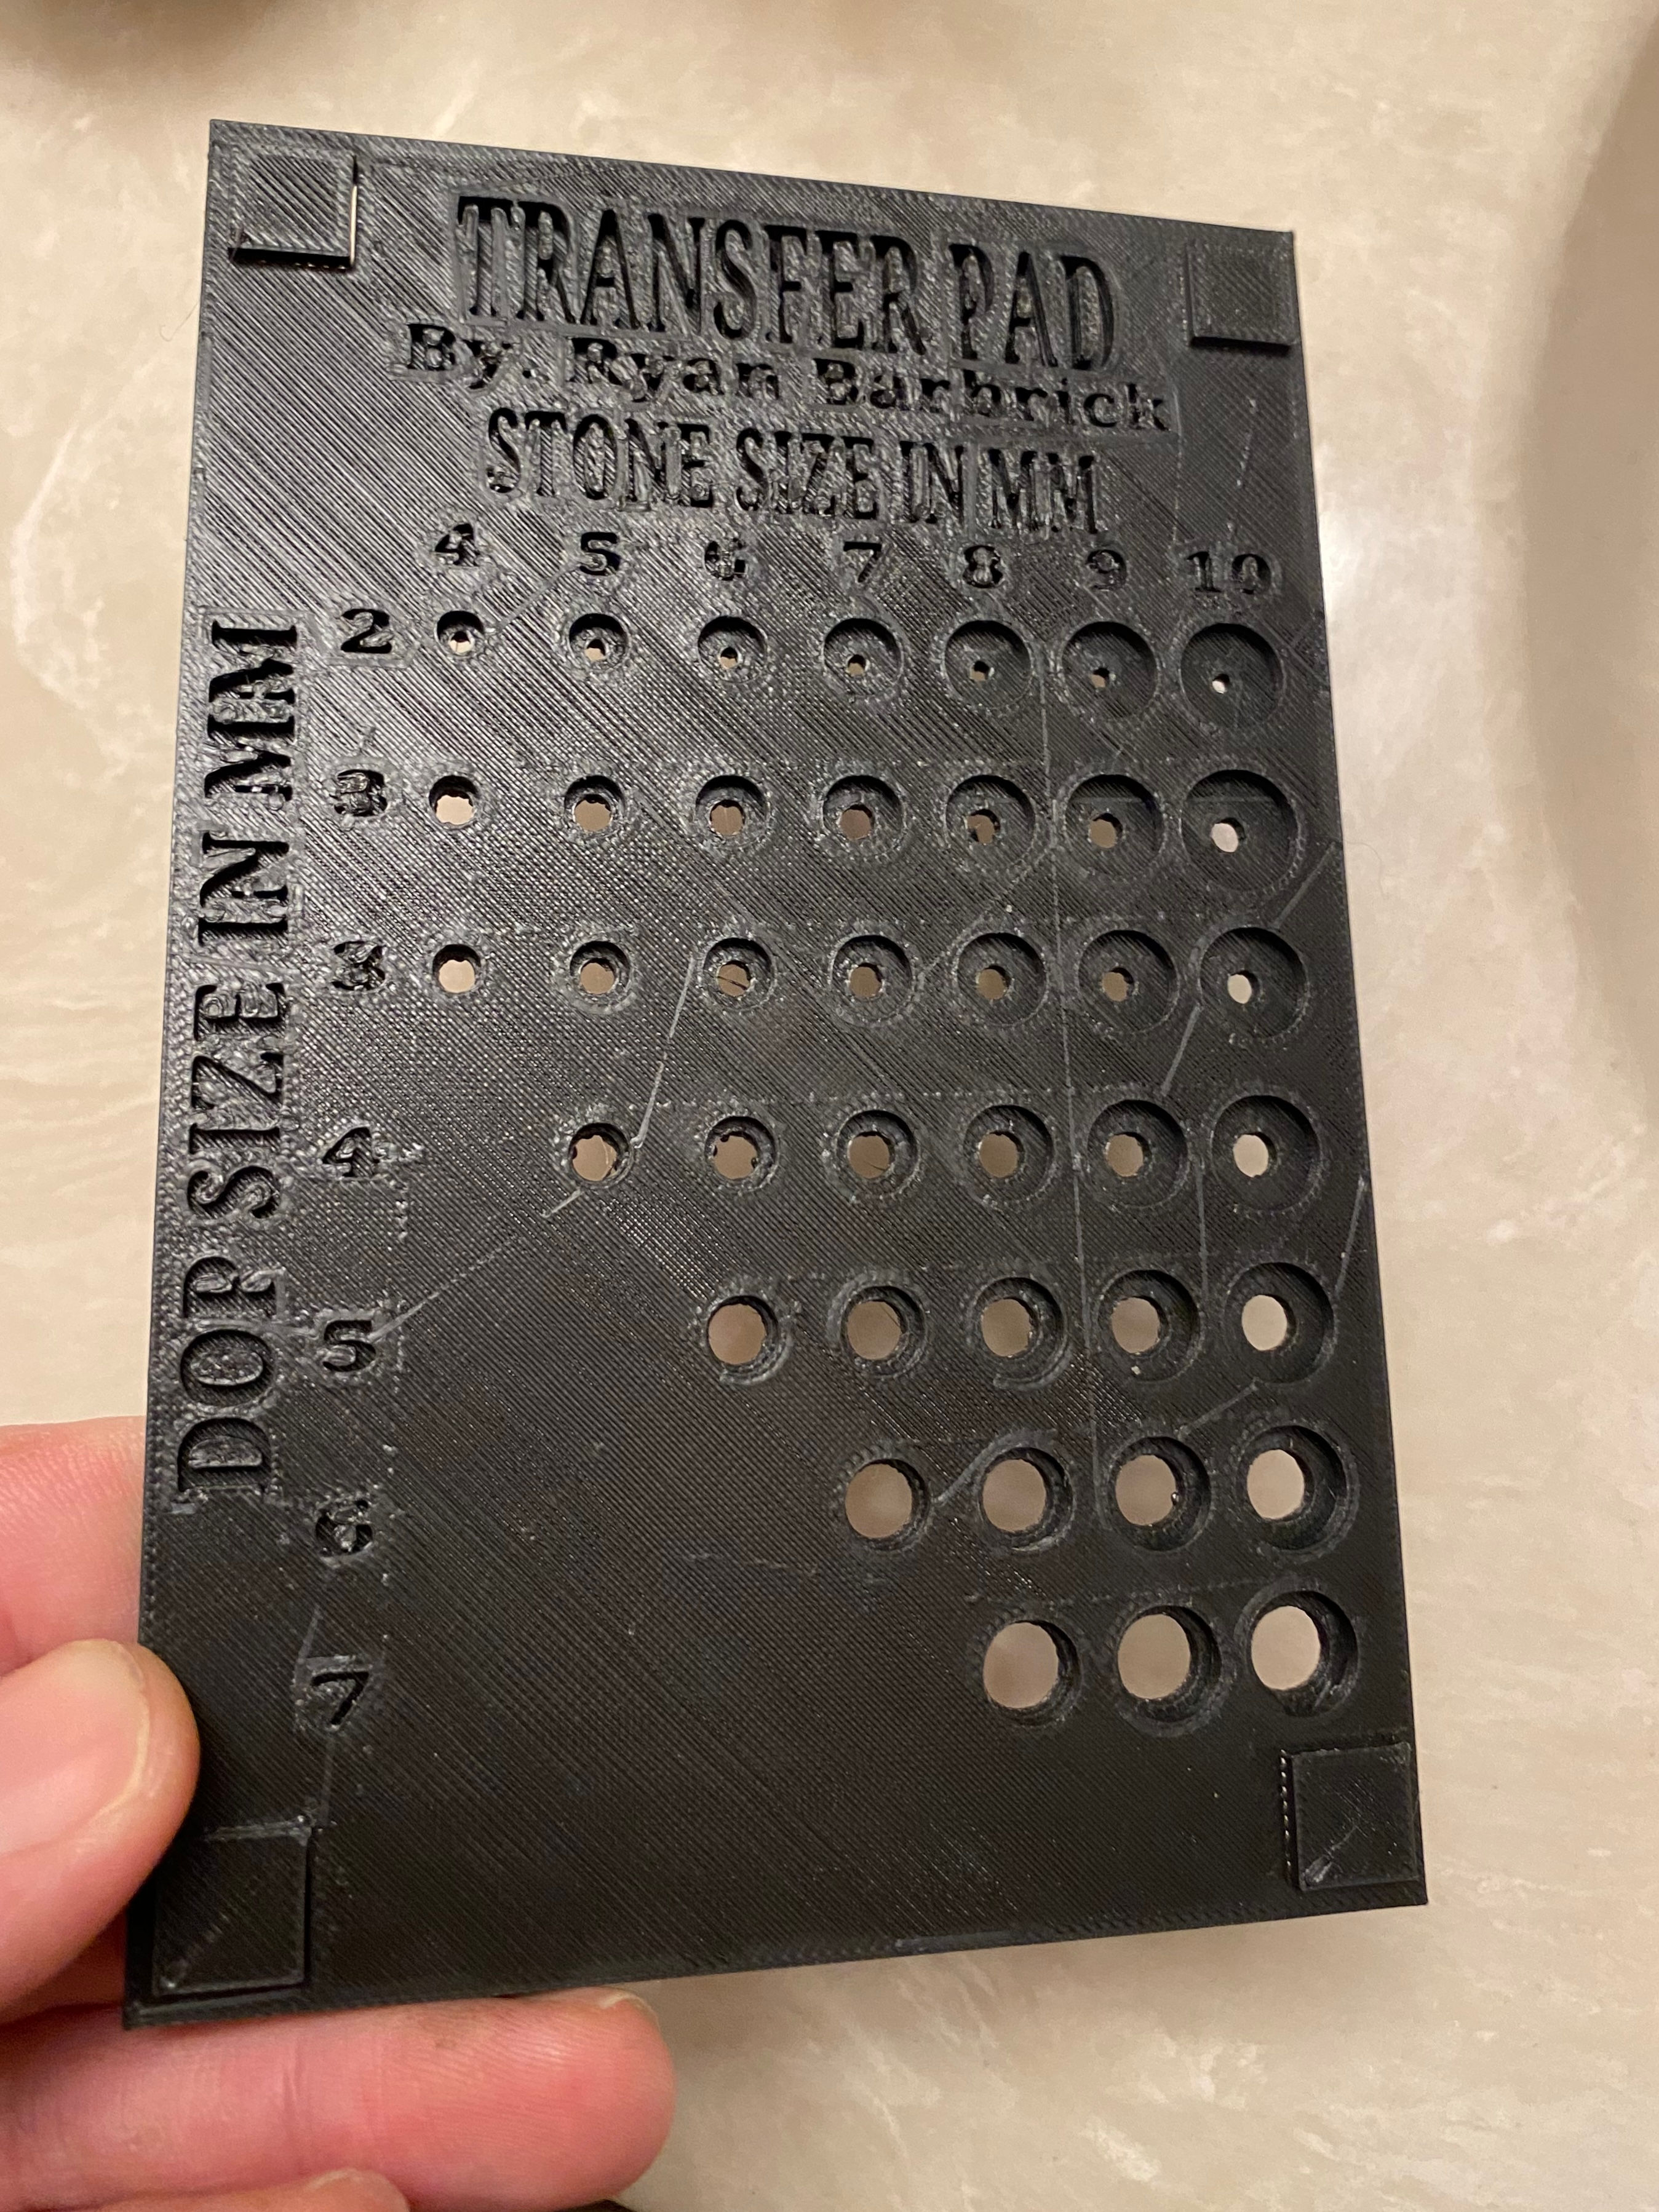 TRANSFER PAD
By. Ryan Barbrick
STONE SIZE IN MM
4 5 6 7 8 9 10
DOP SIZE IN MM
2
3
3
4
5
6
7